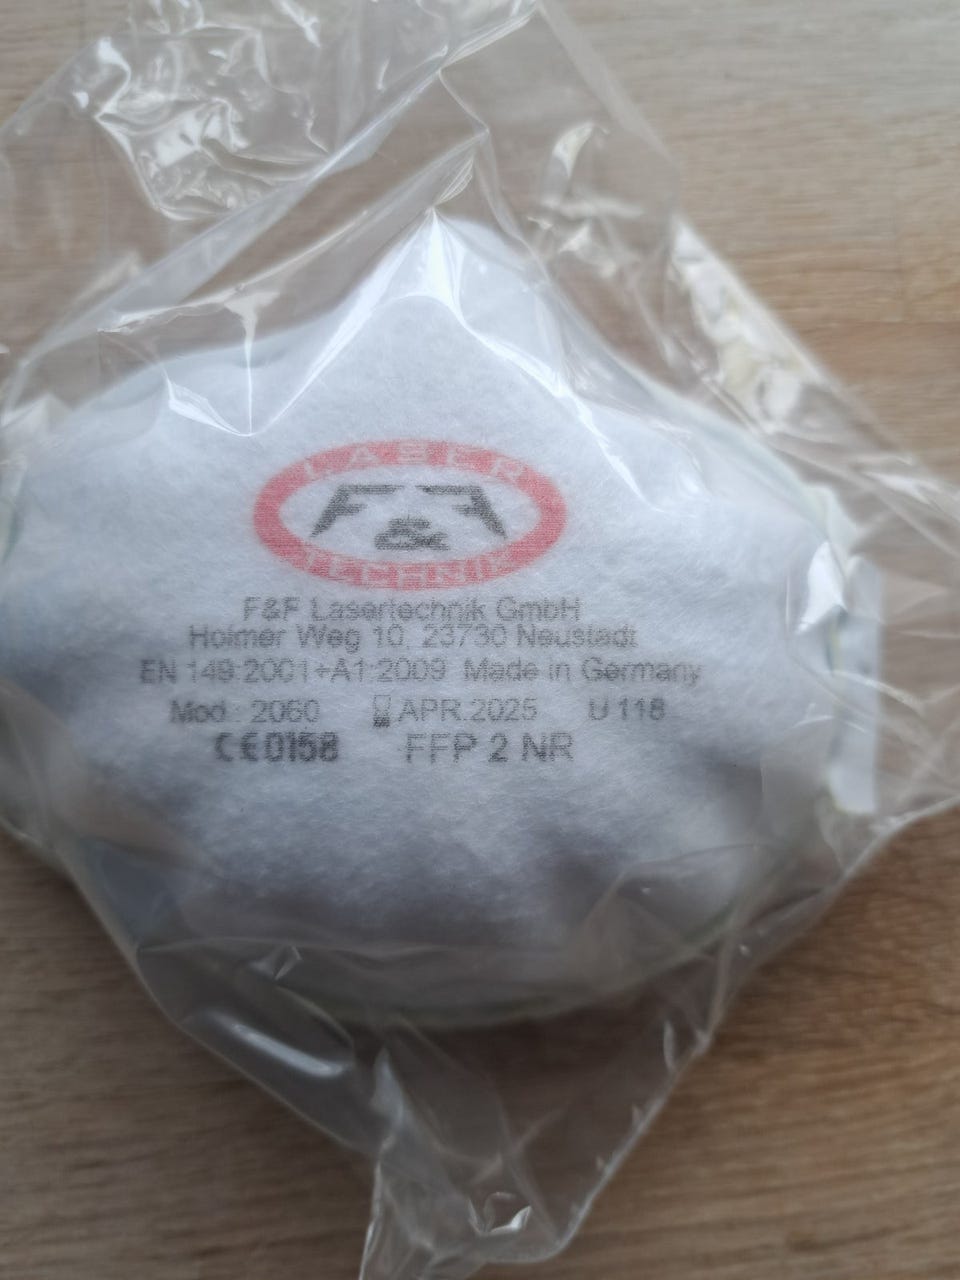 LASER
F & F
TECHNIK
F&F Lasertechnik GmbH
Holmer Weg 10, 23730 Neustadt
EN 149:2001+A1:2009 Made in Germany
Mod.: 2060 APR.2025 U 118
CE0158 FFP 2 NR